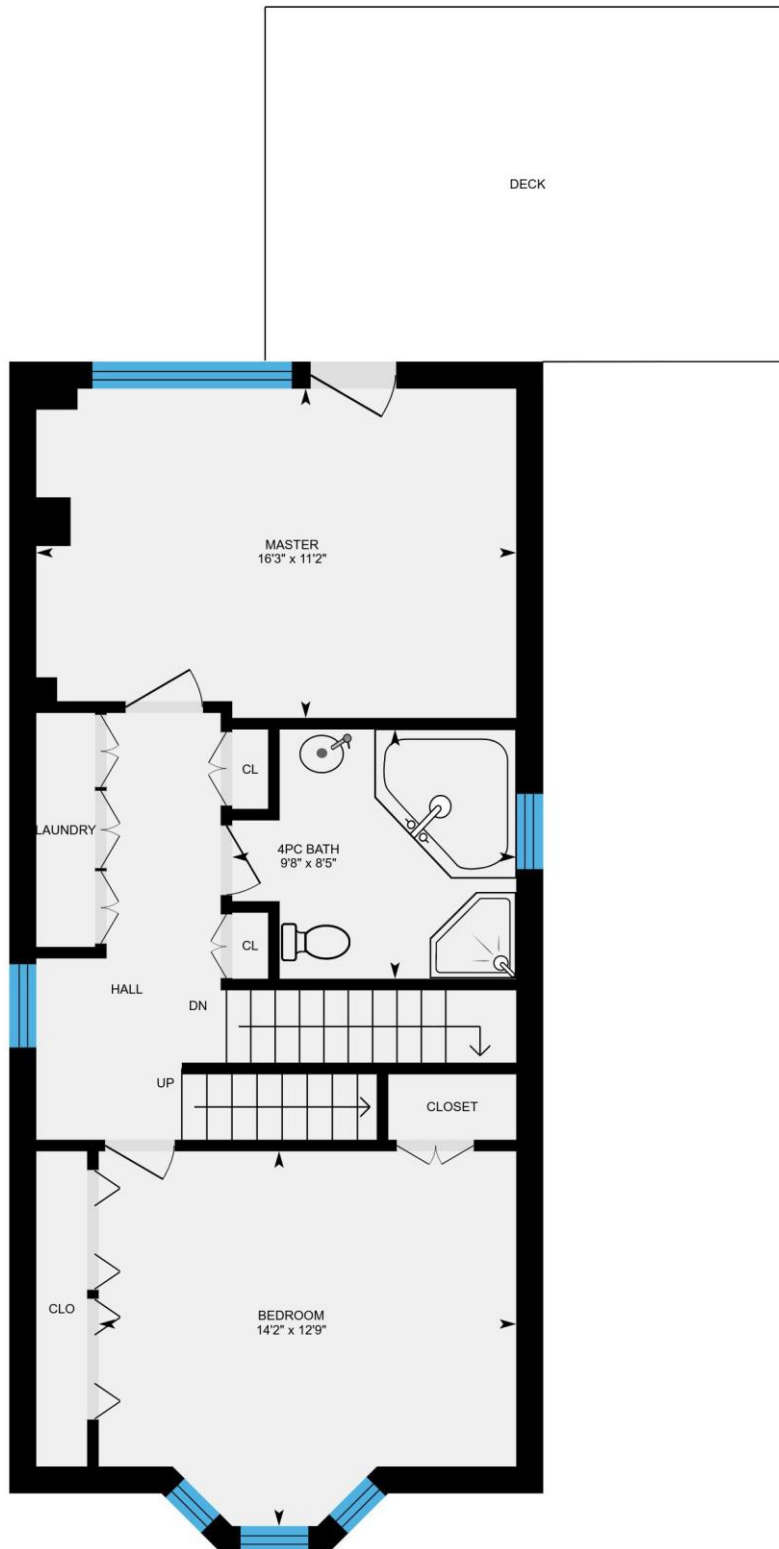 DECK
MASTER
16'3" x 11'2"
CL
LAUNDRY
4PC BATH
9'8" x 8'5"
CL
HALL
DN
UP
CLOSET
CLO
BEDROOM
14'2" x 12'9"